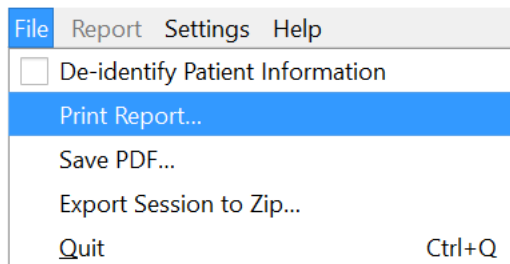 File Report Settings Help
De-identify Patient Information
Print Report...
Save PDF...
Export Session to Zip...
Quit Ctrl+Q